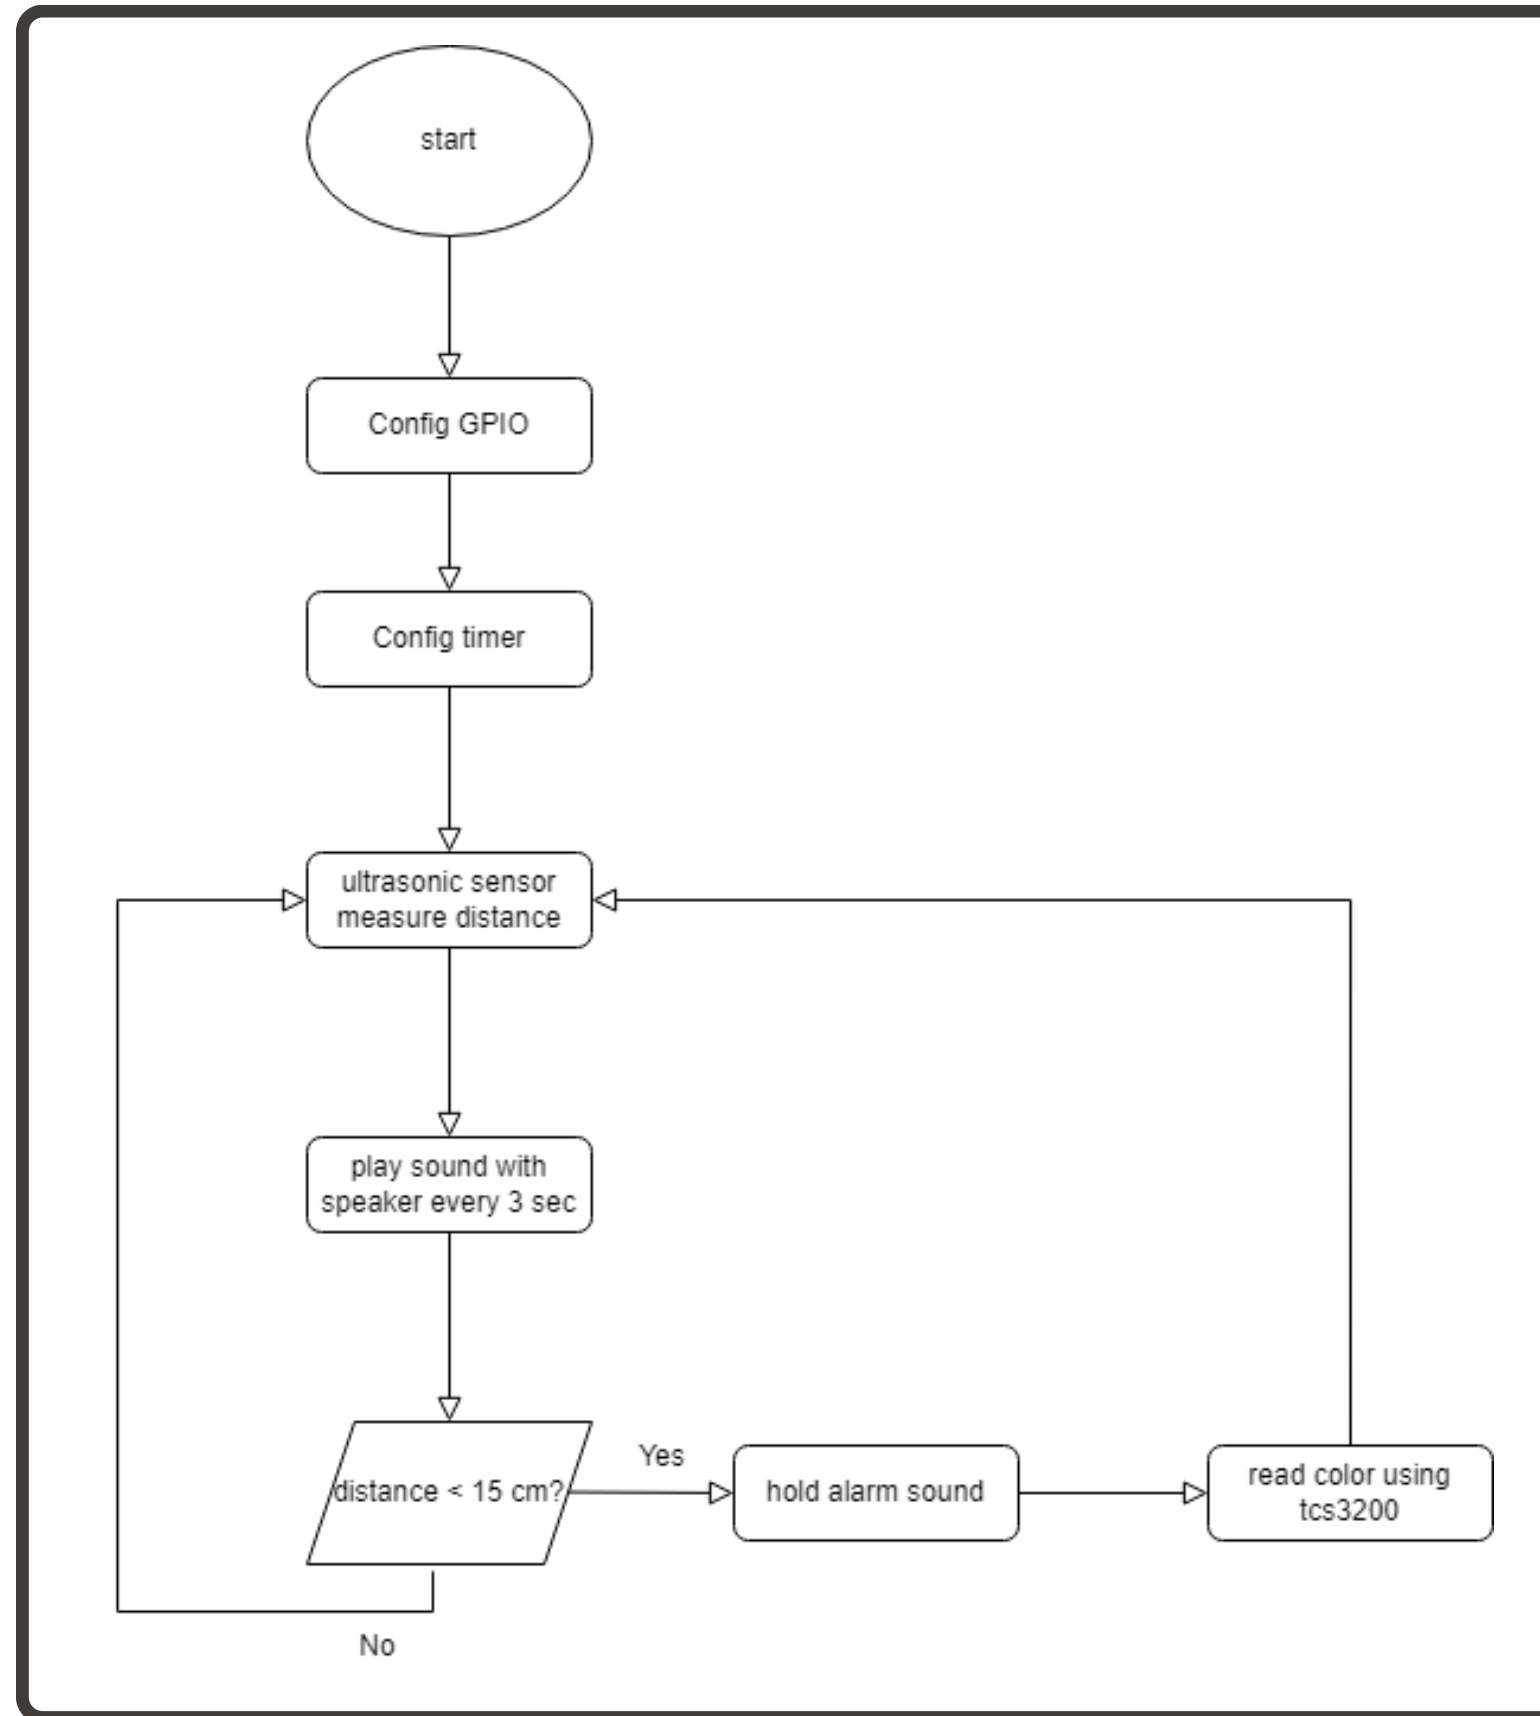 start
Config GPIO
Config timer
ultrasonic sensor
measure distance
play sound with
speaker every 3 sec
distance < 15 cm?
Yes
hold alarm sound
read color using
tcs3200
No